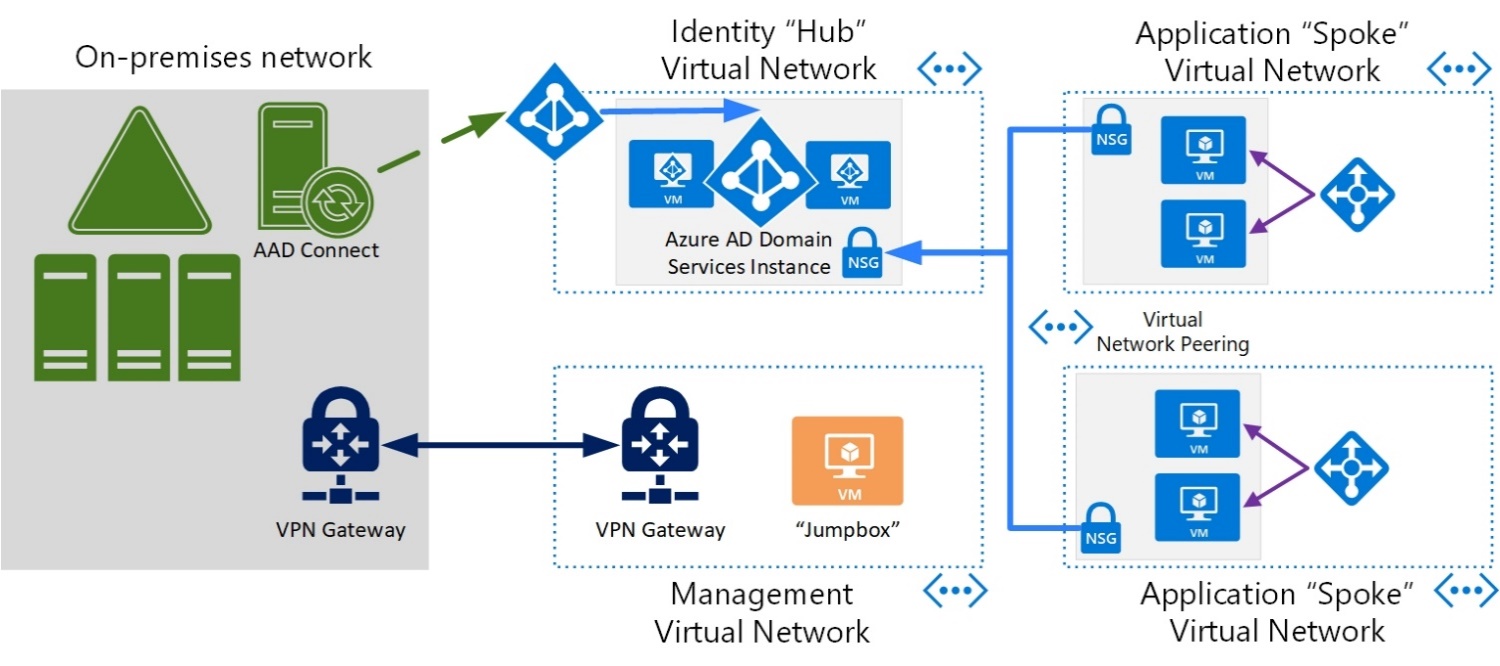 On-premises network
AAD Connect
VPN Gateway
Identity “Hub”
Virtual Network
VM
VM
Azure AD Domain
Services Instance
NSG
VPN Gateway
VM
“Jumpbox”
Management
Virtual Network
Application “Spoke”
Virtual Network
NSG
VM
VM
Virtual
Network Peering
VM
VM
NSG
Application “Spoke”
Virtual Network